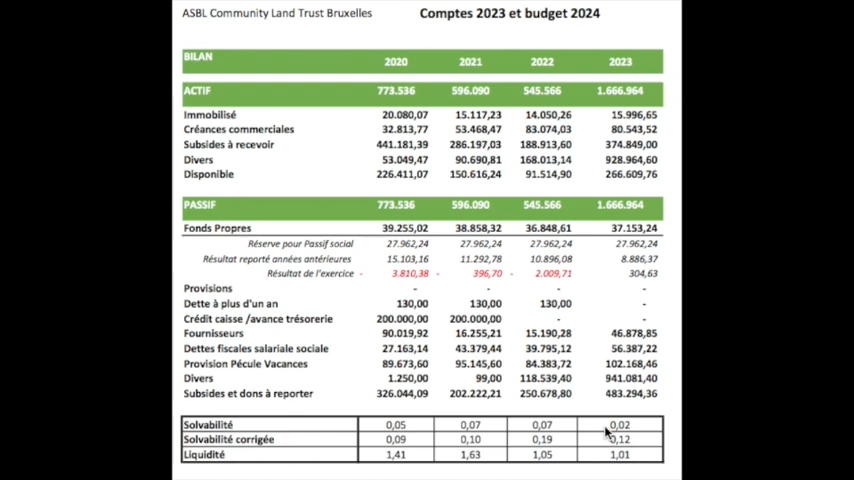 ASBL Community Land Trust Bruxelles Comptes 2023 et budget 2024
BILAN 2020 2021 2022 2023
ACTIF 773.536 596.090 545.566 1.666.964
Immobilisé 20.080,07 15.117,23 14.050,26 15.996,65
Créances commerciales 32.813,77 53.468,47 83.074,03 80.543,52
Subsides à recevoir 441.181,39 286.197,03 188.913,60 374.849,00
Divers 53.049,47 90.690,81 168.013,14 928.964,60
Disponible 226.411,07 150.616,24 91.514,90 266.609,76
PASSIF 773.536 596.090 545.566 1.666.964
Fonds Propres 39.255,02 38.858,32 36.848,61 37.153,24
Réserve pour Passif social 27.962,24 27.962,24 27.962,24 27.962,24
Résultat reporté années antérieures 15.103,16 11.292,78 10.896,08 8.886,37
Résultat de l'exercice - 3.810,38 - 396,70 - 2.009,71 304,63
Provisions - - - -
Dette à plus d'un an 130,00 130,00 130,00 -
Crédit caisse /avance trésorerie 200.000,00 200.000,00 - -
Fournisseurs 90.019,92 16.255,21 15.190,28 46.878,85
Dettes fiscales salariale sociale 27.163,14 43.379,44 39.795,12 56.387,22
Provision Pécule Vacances 89.673,60 95.145,60 84.383,72 102.168,46
Divers 1.250,00 99,00 118.539,40 941.081,40
Subsides et dons à reporter 326.044,09 202.222,21 250.678,80 483.294,36
Solvabilité 0,05 0,07 0,07 0,02
Solvabilité corrigée 0,09 0,10 0,19 0,12
Liquidité 1,41 1,63 1,05 1,01